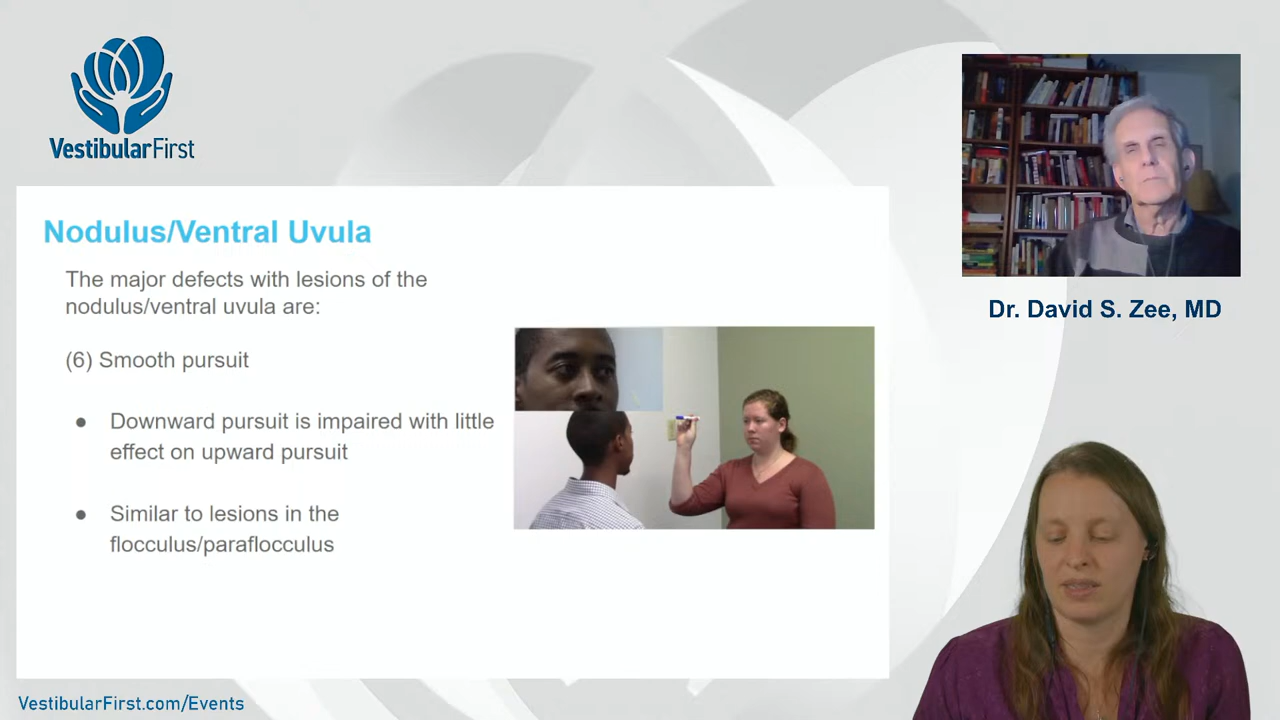 VestibularFirst
Nodulus/Ventral Uvula
The major defects with lesions of the
nodulus/ventral uvula are:
(6) Smooth pursuit
● Downward pursuit is impaired with little
effect on upward pursuit
● Similar to lesions in the
flocculus/paraflocculus
Dr. David S. Zee, MD
VestibularFirst.com/Events